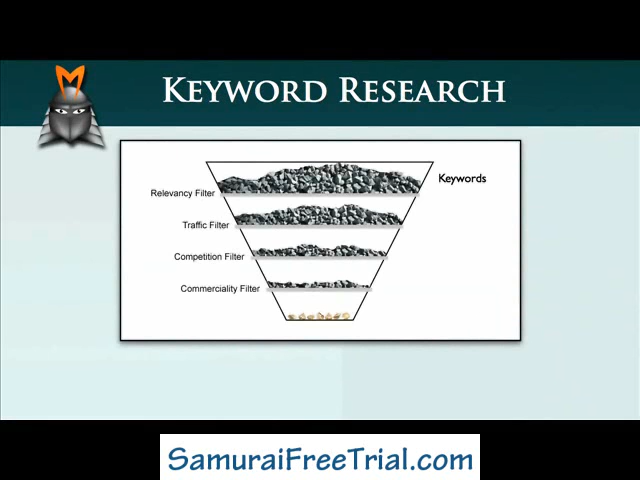 KEYWORD RESEARCH
Keywords
Relevancy Filter
Traffic Filter
Competition Filter
Commerciality Filter
SamuraiFreeTrial.com